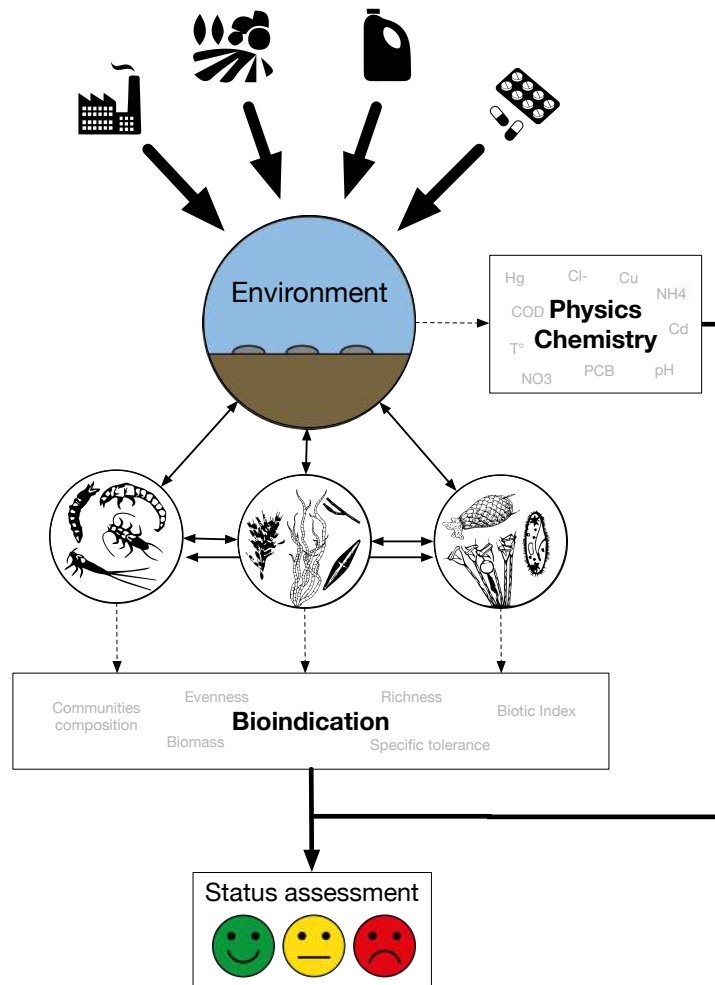 Environment
Hg
Cl-
Cu
NH4
COD
Physics
Chemistry
Cd
T°
NO3
PCB
pH
Communities
composition
Evenness
Richness
Biotic Index
Bioindication
Biomass
Specific tolerance
Status assessment